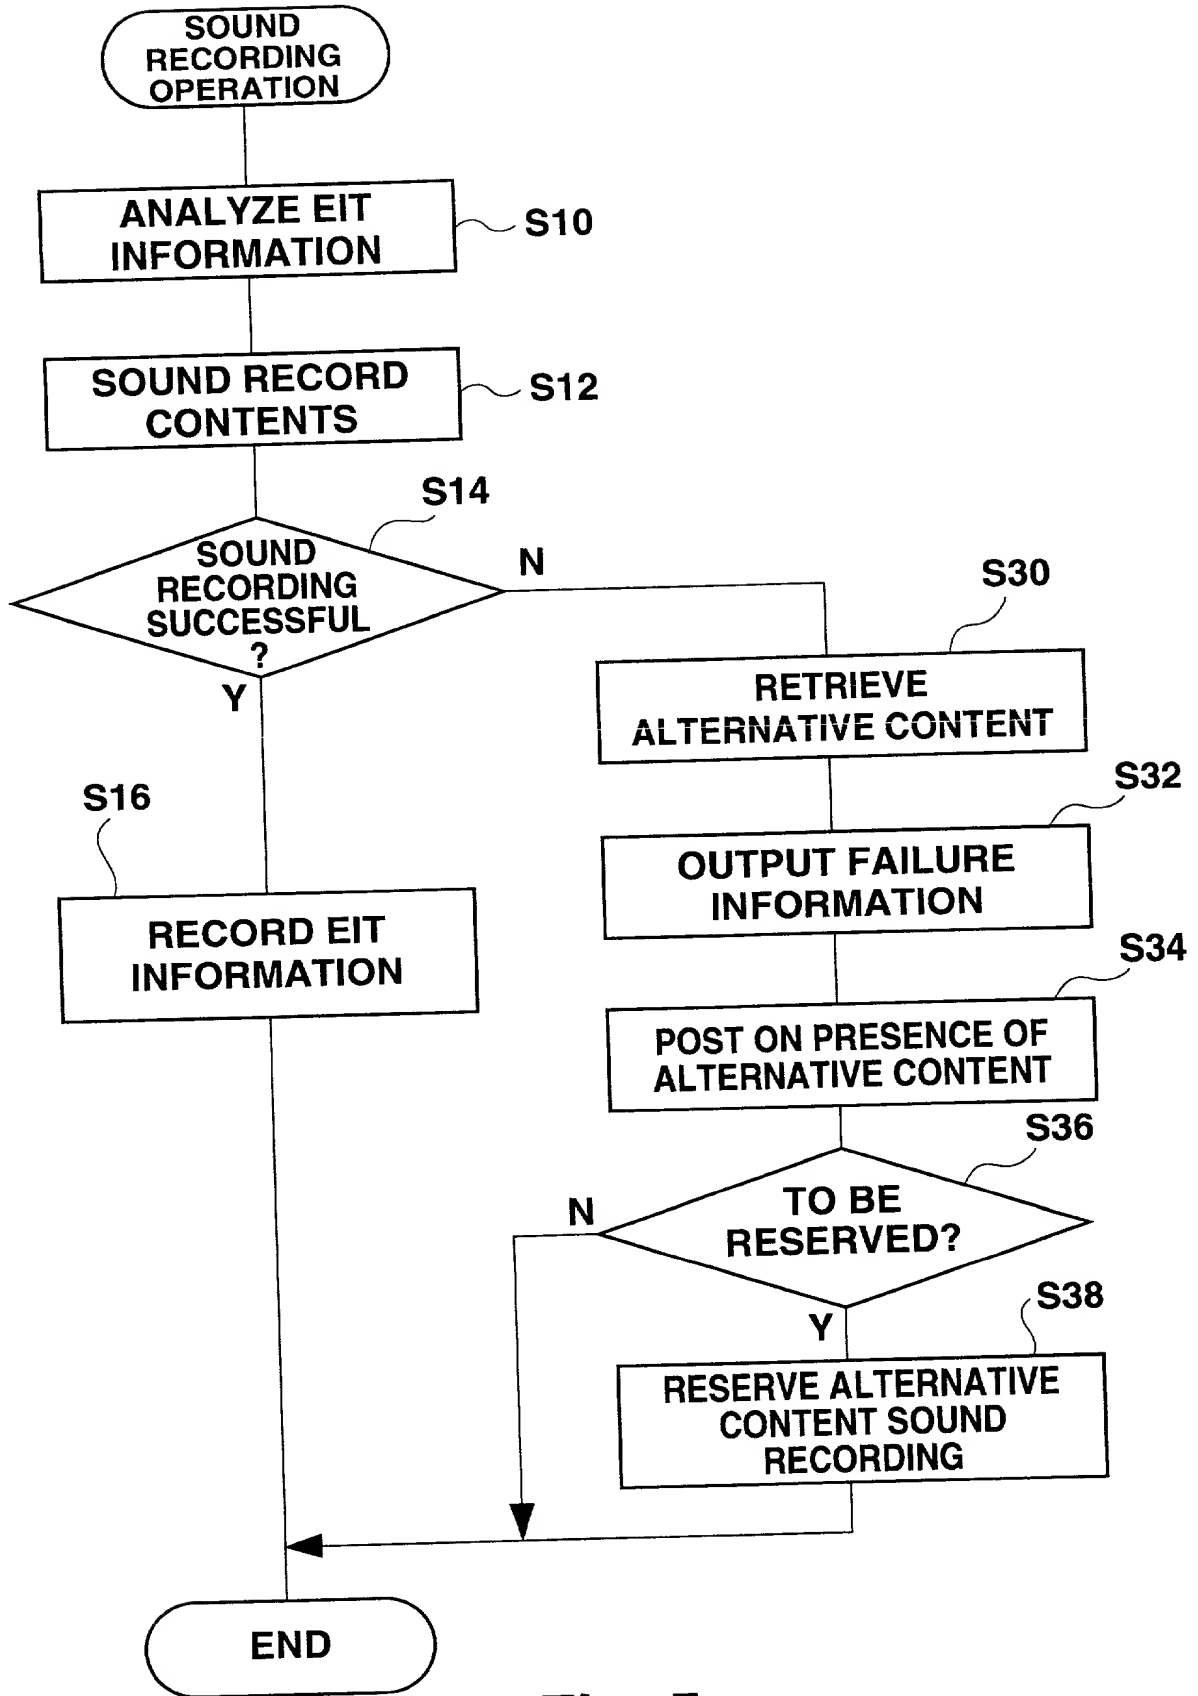 SOUND
RECORDING
OPERATION
ANALYZE EIT
INFORMATION
S10
SOUND RECORD
CONTENTS
S12
S14
SOUND
RECORDING
SUCCESSFUL
?
N
Y
S30
RETRIEVE
ALTERNATIVE CONTENT
S32
OUTPUT FAILURE
INFORMATION
S16
RECORD EIT
INFORMATION
S34
POST ON PRESENCE OF
ALTERNATIVE CONTENT
S36
TO BE
RESERVED?
N
Y
S38
RESERVE ALTERNATIVE
CONTENT SOUND
RECORDING
END